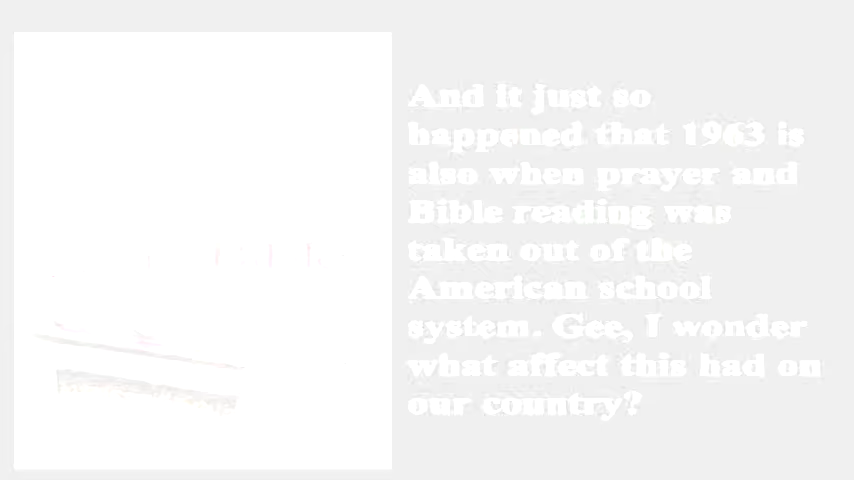 And it just so
happened that 1963 is
also when prayer and
Bible reading was
taken out of the
American school
system. Gee, I wonder
what affect this had on
our country?